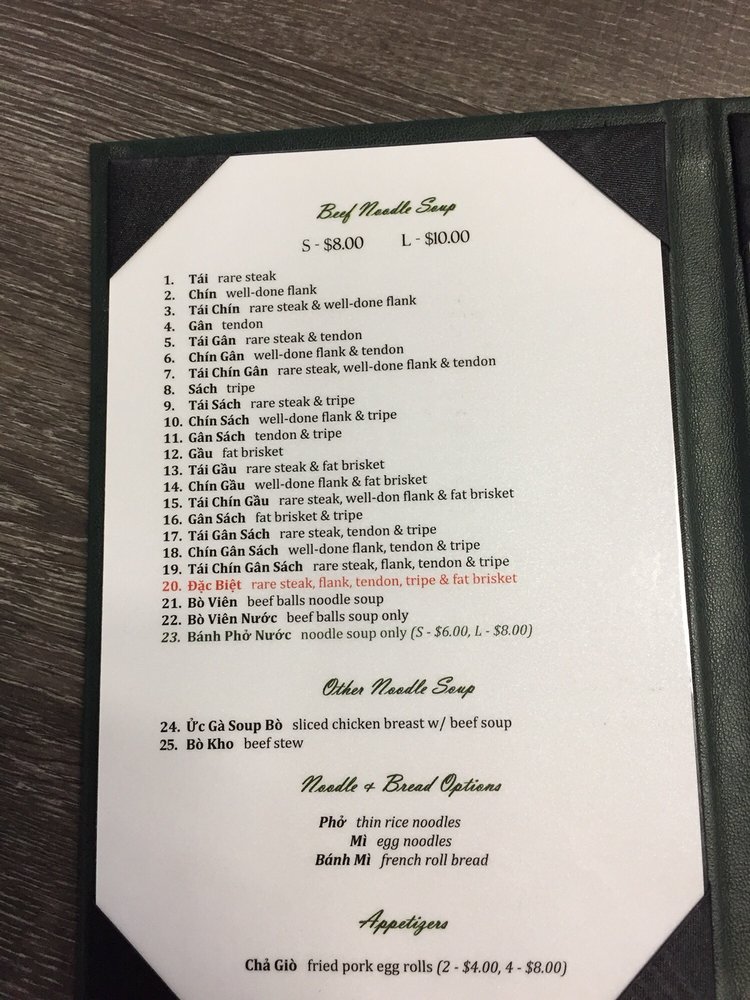 Beef Noodle Soup
S - $8.00 L - $10.00
1. Tái rare steak
2. Chín well-done flank
3. Tái Chín rare steak & well-done flank
4. Gân tendon
5. Tái Gân rare steak & tendon
6. Chín Gân well-done flank & tendon
7. Tái Chín Gân rare steak, well-done flank & tendon
8. Sách tripe
9. Tái Sách rare steak & tripe
10. Chín Sách well-done flank & tripe
11. Gân Sách tendon & tripe
12. Gầu fat brisket
13. Tái Gầu rare steak & fat brisket
14. Chín Gầu well-done flank & fat brisket
15. Tái Chín Gầu rare steak, well-don flank & fat brisket
16. Gân Sách fat brisket & tripe
17. Tái Gân Sách rare steak, tendon & tripe
18. Chín Gân Sách well-done flank, tendon & tripe
19. Tái Chín Gân Sách rare steak, flank, tendon & tripe
20. Đặc Biệt rare steak, flank, tendon, tripe & fat brisket
21. Bò Viên beef balls noodle soup
22. Bò Viên Nước beef balls soup only
23. Bánh Phở Nước noodle soup only (S - $6.00, L - $8.00)
Other Noodle Soup
24. Ức Gà Soup Bò sliced chicken breast w/ beef soup
25. Bò Kho beef stew
Noodle & Bread Options
Phở thin rice noodles
Mì egg noodles
Bánh Mì french roll bread
Appetizers
Chả Giò fried pork egg rolls (2 - $4.00, 4 - $8.00)